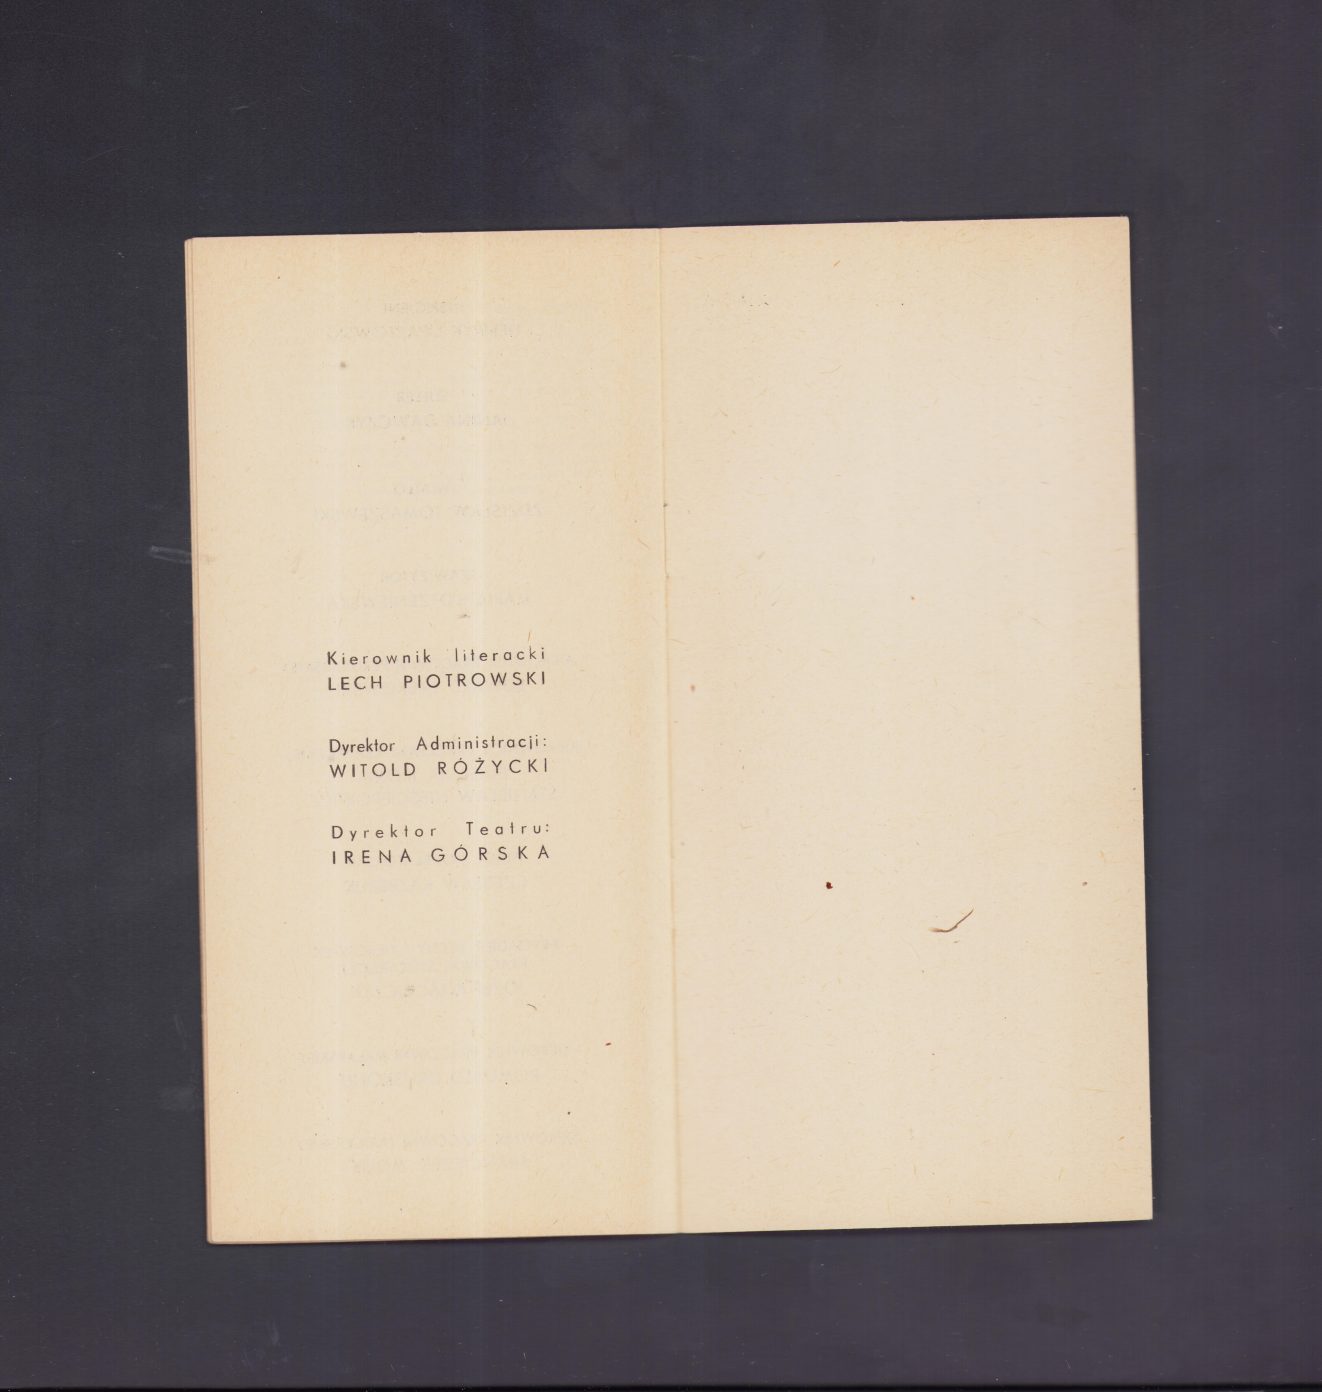 Kierownik literacki
LECH PIOTROWSKI
Dyrektor Administracji:
WITOLD RÓŻYCKI
Dyrektor Teatru:
IRENA GÓRSKA